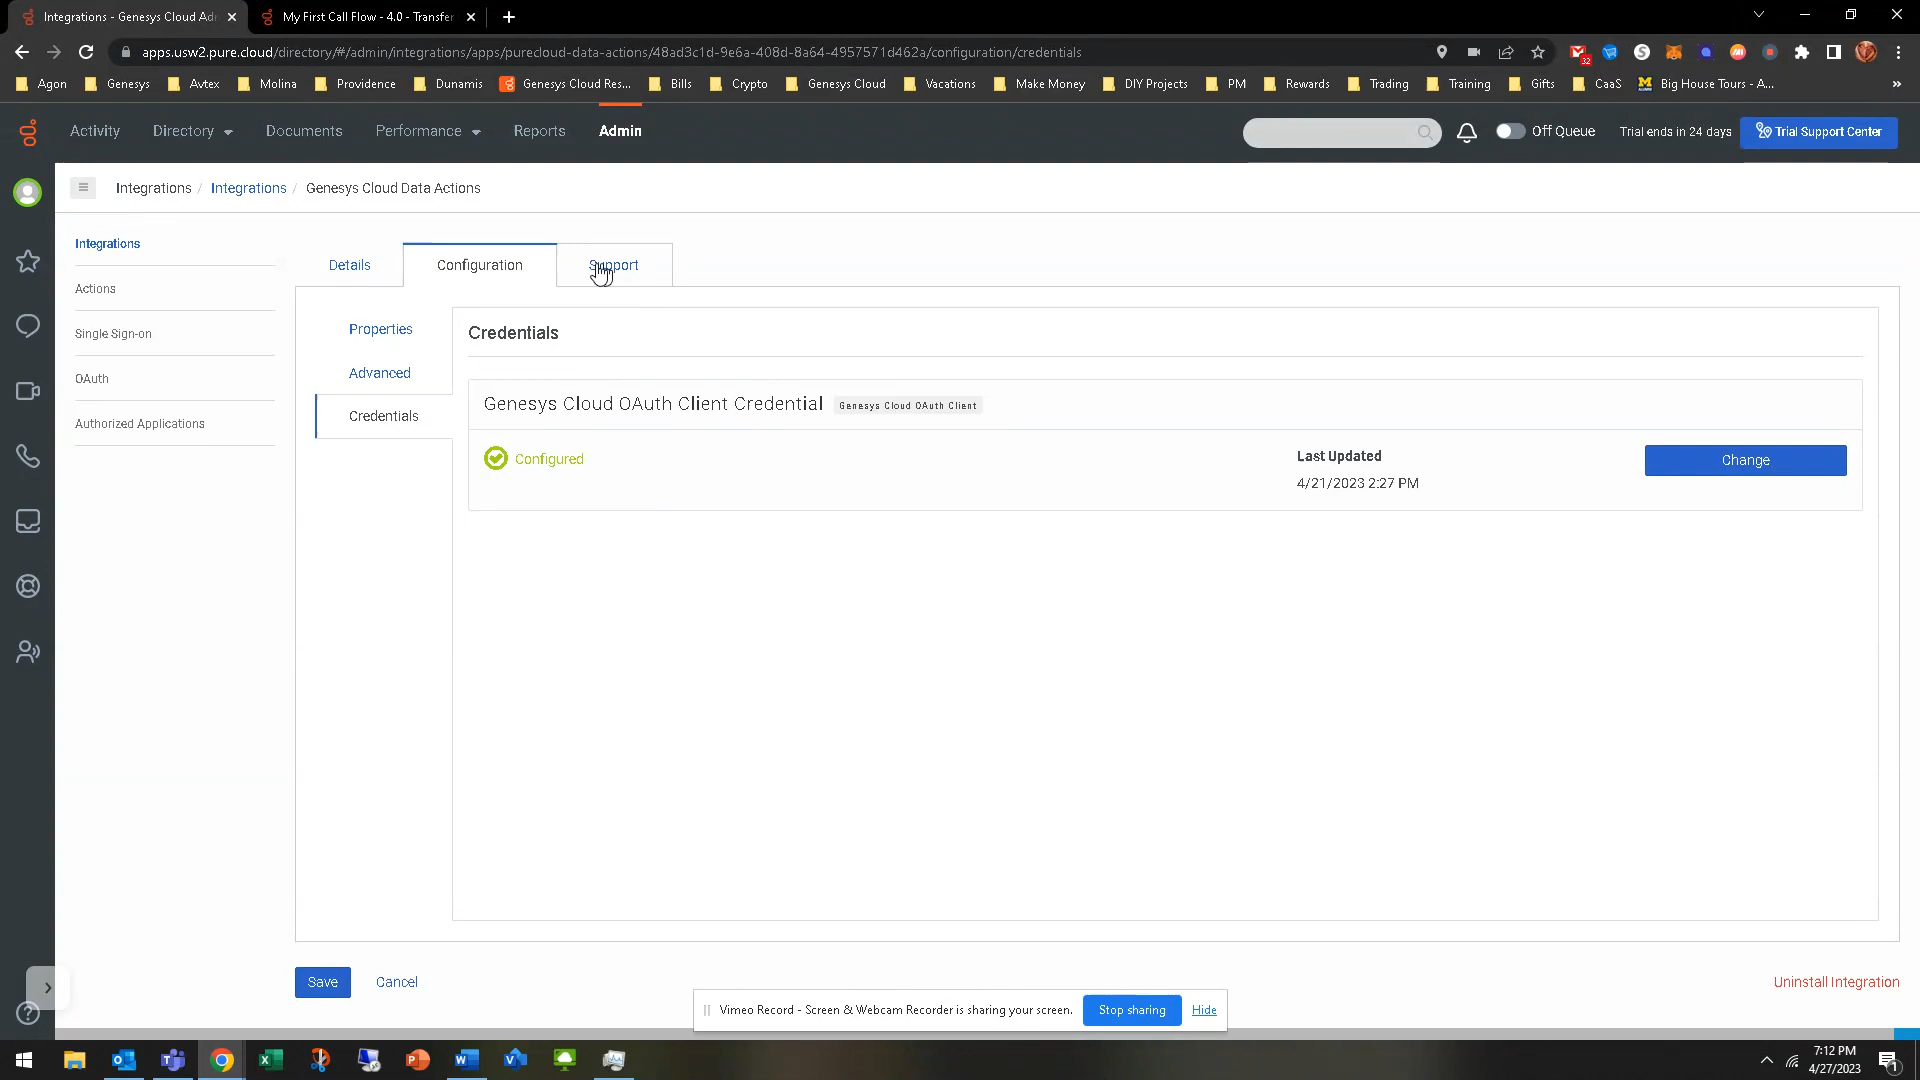 Integrations - Genesys Cloud Adm
My First Call Flow - 4.0 - Transfer
apps.usw2.pure.cloud/directory/#/admin/integrations/apps/purecloud-data-actions/48ad3c1d-9e6a-408d-8a64-4957571d462a/configuration/credentials
32
Agon Genesys Avtex Molina Providence Dunamis Genesys Cloud Res... Bills Crypto Genesys Cloud Vacations Make Money DIY Projects PM Rewards Trading Training Gifts CaaS Big House Tours - A... »
Activity Directory Documents Performance Reports Admin Off Queue Trial ends in 24 days Trial Support Center
Integrations / Integrations / Genesys Cloud Data Actions
Integrations
Actions
Single Sign-on
OAuth
Authorized Applications
Details Configuration Support
Properties
Advanced
Credentials
Credentials
Genesys Cloud OAuth Client Credential Genesys Cloud OAuth Client
Configured
Last Updated
4/21/2023 2:27 PM
Change
Save Cancel
Uninstall Integration
Vimeo Record - Screen & Webcam Recorder is sharing your screen. Stop sharing Hide
7:12 PM
4/27/2023
1